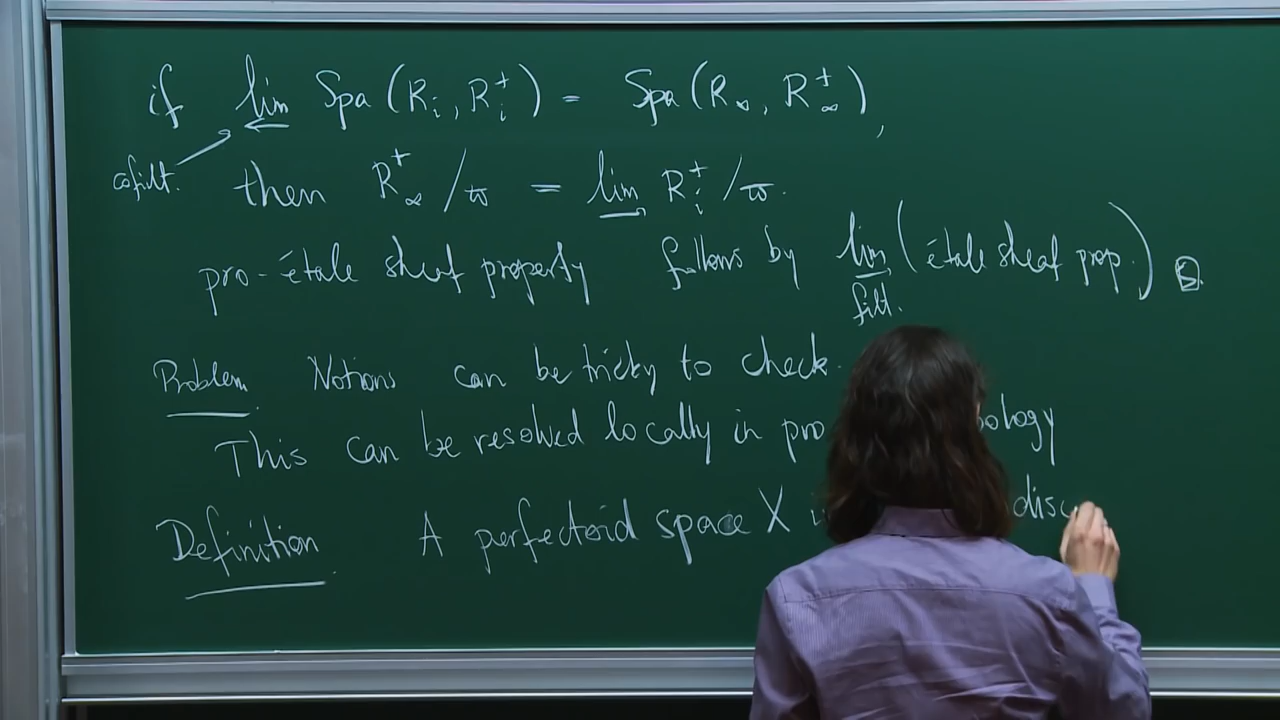 if lim Spa (R_i, R_i^+) = Spa (R_∞, R_∞^+),
cofilt. then R_∞^+ / ϖ = lim R_i^+ / ϖ.
pro-étale sheaf property follows by lim (étale sheaf prop.)
filt.
Problem Notions can be tricky to check.
This can be resolved locally in pro ology
Definition A perfectoid space X disc